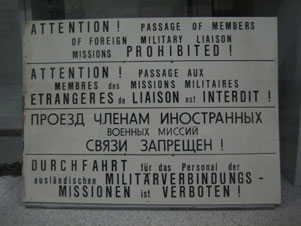 ATTENTION ! PASSAGE OF MEMBERS
OF FOREIGN MILITARY LIAISON
MISSIONS PROHIBITED !
ATTENTION ! PASSAGE AUX
MEMBRES DES MISSIONS MILITAIRES
ETRANGERES de LIAISON est INTERDIT !
ПРОЕЗД ЧЛЕНАМ ИНОСТРАННЫХ
ВОЕННЫХ МИССИЙ
СВЯЗИ ЗАПРЕЩЕН !
DURCHFAHRT für das Personal der
ausländischen MILITÄRVERBINDUNGS-
MISSIONEN ist VERBOTEN !